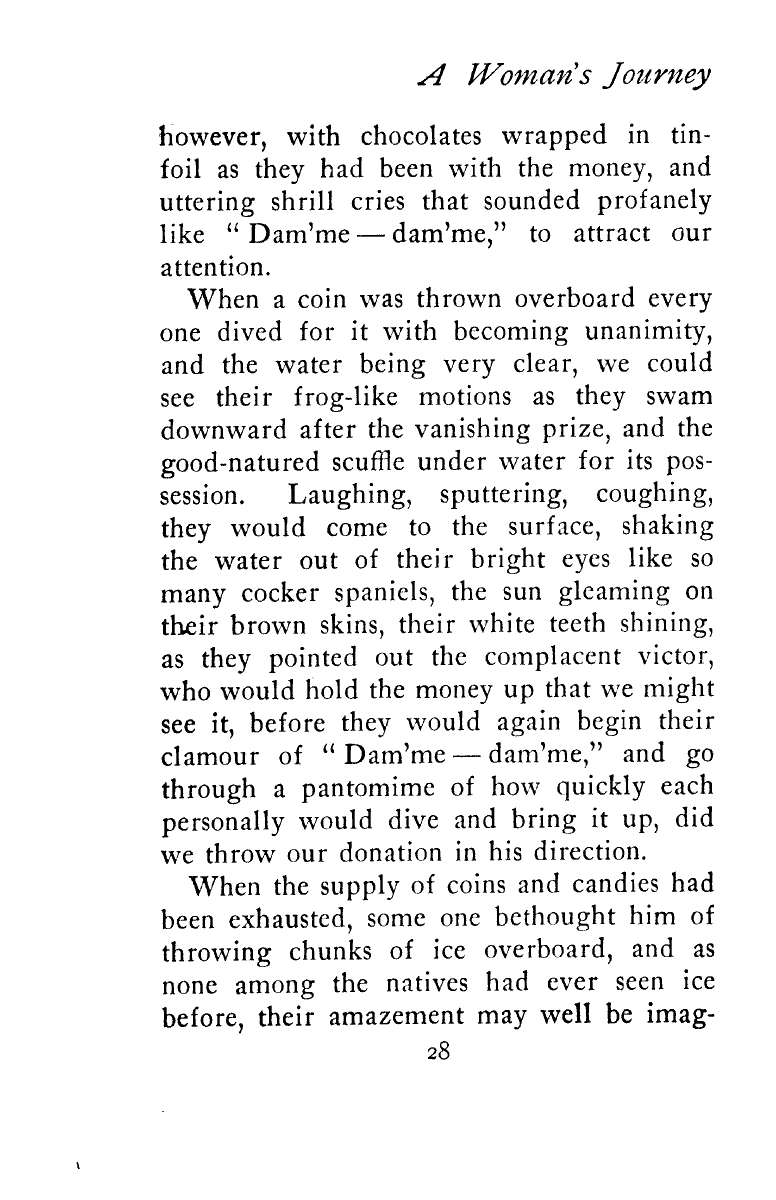 A Woman's Journey
however, with chocolates wrapped in tin-
foil as they had been with the money, and
uttering shrill cries that sounded profanely
like “ Dam'me — dam'me,” to attract our
attention.
When a coin was thrown overboard every
one dived for it with becoming unanimity,
and the water being very clear, we could
see their frog-like motions as they swam
downward after the vanishing prize, and the
good-natured scuffle under water for its pos-
session. Laughing, sputtering, coughing,
they would come to the surface, shaking
the water out of their bright eyes like so
many cocker spaniels, the sun gleaming on
their brown skins, their white teeth shining,
as they pointed out the complacent victor,
who would hold the money up that we might
see it, before they would again begin their
clamour of “ Dam'me — dam'me,” and go
through a pantomime of how quickly each
personally would dive and bring it up, did
we throw our donation in his direction.
When the supply of coins and candies had
been exhausted, some one bethought him of
throwing chunks of ice overboard, and as
none among the natives had ever seen ice
before, their amazement may well be imag-
28